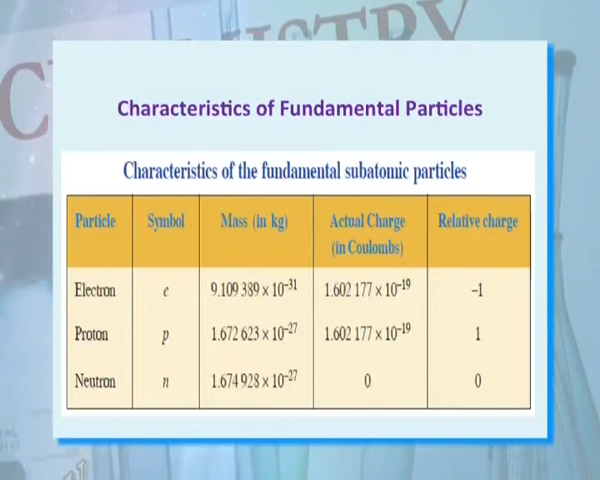 Characteristics of Fundamental Particles
Characteristics of the fundamental subatomic particles
Particle Symbol Mass (in kg) Actual Charge (in Coulombs) Relative charge
Electron e 9.109 389 × 10⁻³¹ 1.602 177 × 10⁻¹⁹ –1
Proton p 1.672 623 × 10⁻²⁷ 1.602 177 × 10⁻¹⁹ 1
Neutron n 1.674 928 × 10⁻²⁷ 0 0